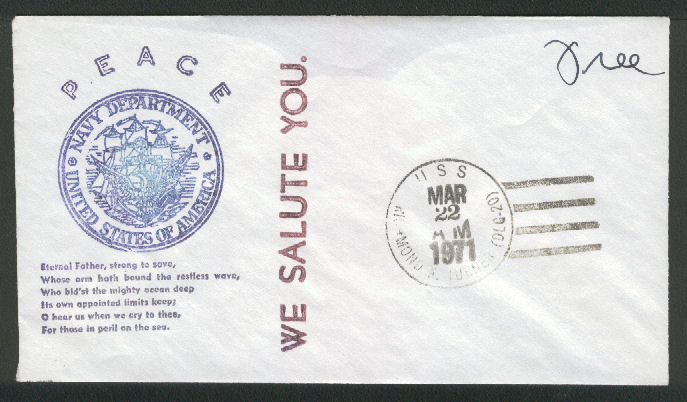 PEACE
NAVY DEPARTMENT
UNITED STATES OF AMERICA
Eternal Father, strong to save,
Whose arm hath bound the restless wave,
Who bid'st the mighty ocean deep
Its own appointed limits keep;
O hear us when we cry to thee,
For those in peril on the sea.
WE SALUTE YOU.
Free
USS
MAR
22
AM
1971